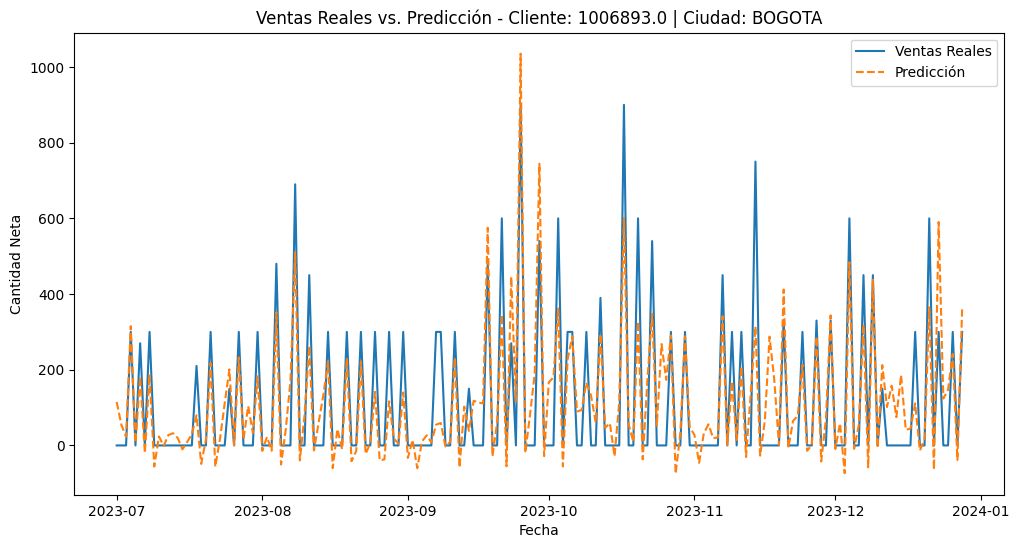 Ventas Reales vs. Predicción - Cliente: 1006893.0 | Ciudad: BOGOTA
Ventas Reales
Predicción
1000
800
600
400
200
0
Cantidad Neta
2023-07
2023-08
2023-09
2023-10
2023-11
2023-12
2024-01
Fecha